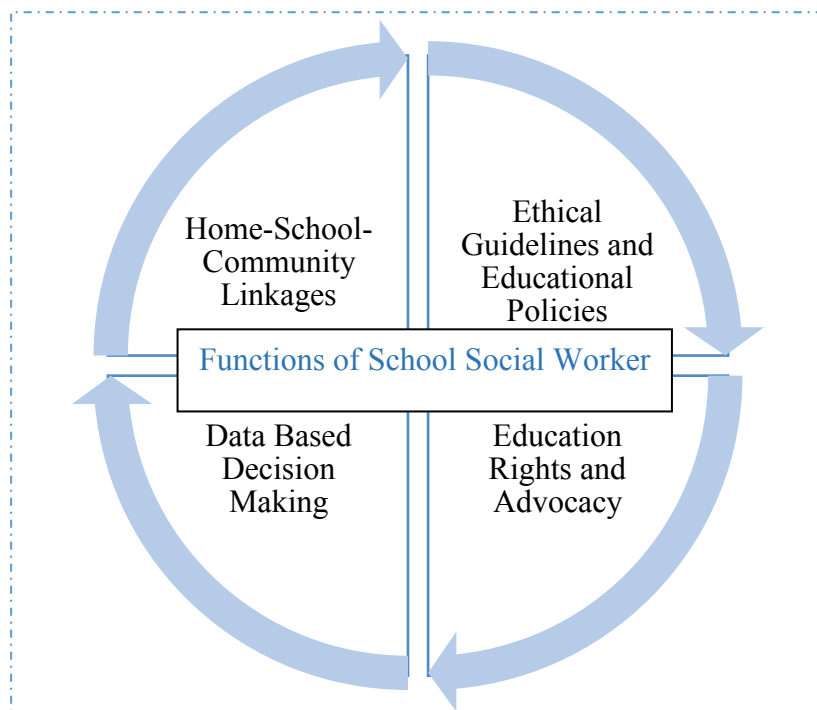 Home-School-
Community
Linkages
Ethical
Guidelines and
Educational
Policies
Functions of School Social Worker
Data Based
Decision
Making
Education
Rights and
Advocacy